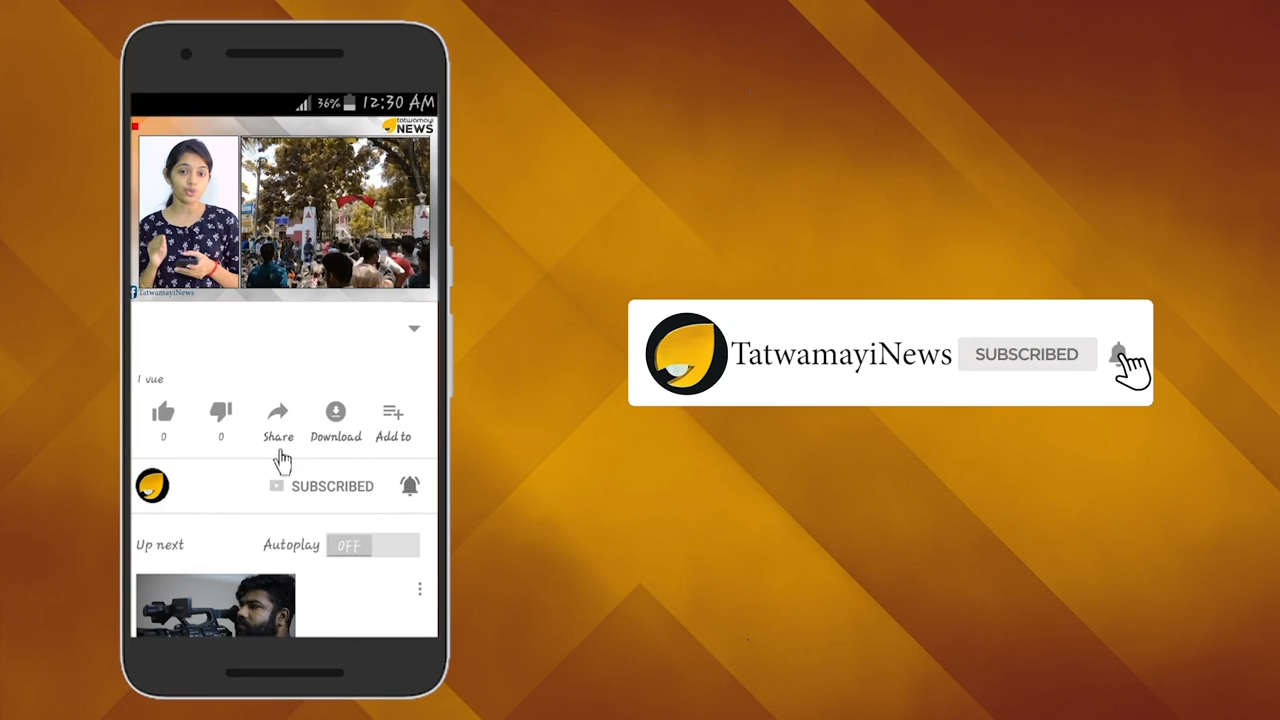 36% 12:30 AM
tatwamayi
NEWS
TatwamayiNews
1 vue
0 0 Share Download Add to
SUBSCRIBED
Up next Autoplay OFF
TatwamayiNews SUBSCRIBED